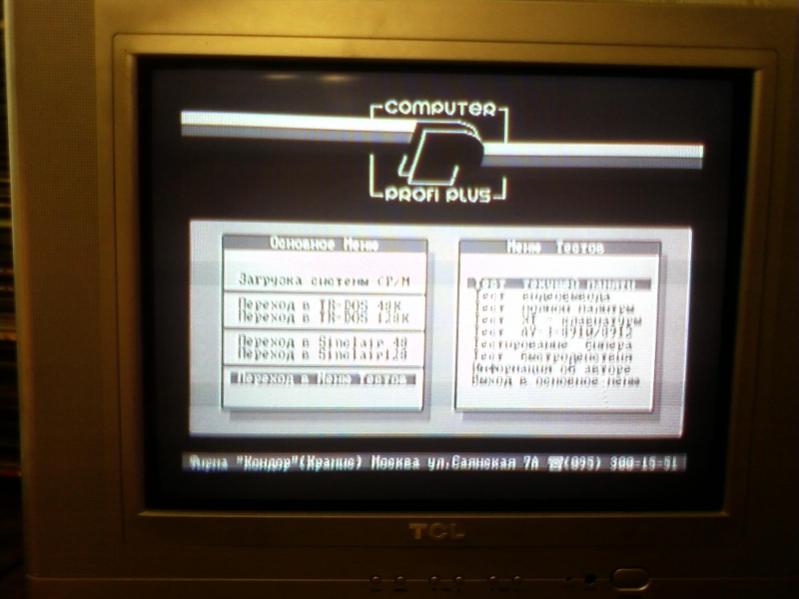 COMPUTER
PROFI PLUS
Основное Меню
Загрузка системы CP/M
Переход в TR-DOS 48K
Переход в TR-DOS 128K
Переход в Sinclair 48
Переход в Sinclair128
Переход в Меню Тестов
Меню Тестов
Тест текущей памяти
Тест видеовывода
Тест полной палитры
Тест XT - клавиатуры
Тест AY-3-8910/8912
Тестирование бипера
Тест быстродействия
Информация об авторе
Выход в основное меню
Фирма "Кондор"(Крамис) Москва ул.Саянская 7А ☎(095) 300-15-51
TCL